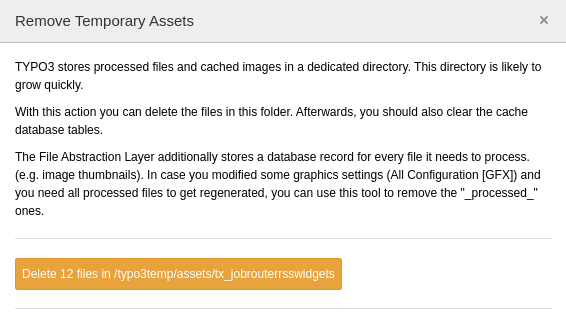 Remove Temporary Assets ×
TYPO3 stores processed files and cached images in a dedicated directory. This directory is likely to
grow quickly.
With this action you can delete the files in this folder. Afterwards, you should also clear the cache
database tables.
The File Abstraction Layer additionally stores a database record for every file it needs to process.
(e.g. image thumbnails). In case you modified some graphics settings (All Configuration [GFX]) and
you need all processed files to get regenerated, you can use this tool to remove the "_processed_"
ones.
Delete 12 files in /typo3temp/assets/tx_jobrouterrsswidgets